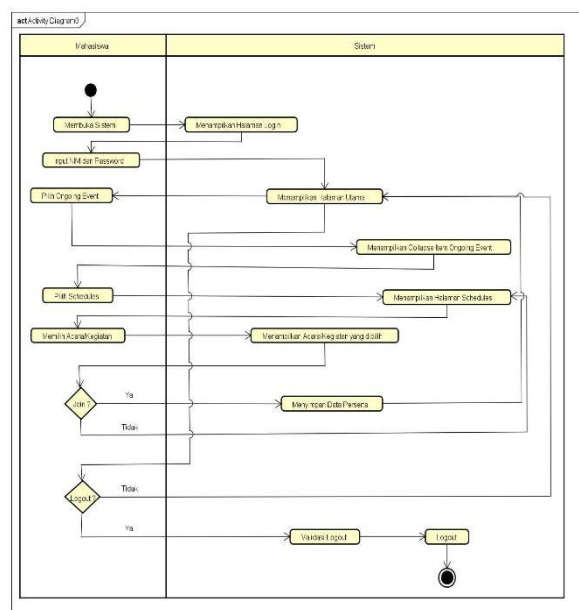 act Activity Diagram0
Mahasiswa
Sistem
Membuka Sistem
Menampilkan Halaman Login
Input NIM dan Password
Pilih Ongoing Event
Menampilkan Halaman Utama
Menampilkan Collapse Item Ongoing Event
Pilih Schedules
Menampilkan Halaman Schedules
Memilih Acara/Kegiatan
Menampilkan Acara/Kegiatan yang dipilih
Join ?
Ya
Menyimpan Data Peserta
Tidak
Logout ?
Tidak
Ya
Validasi Logout
Logout